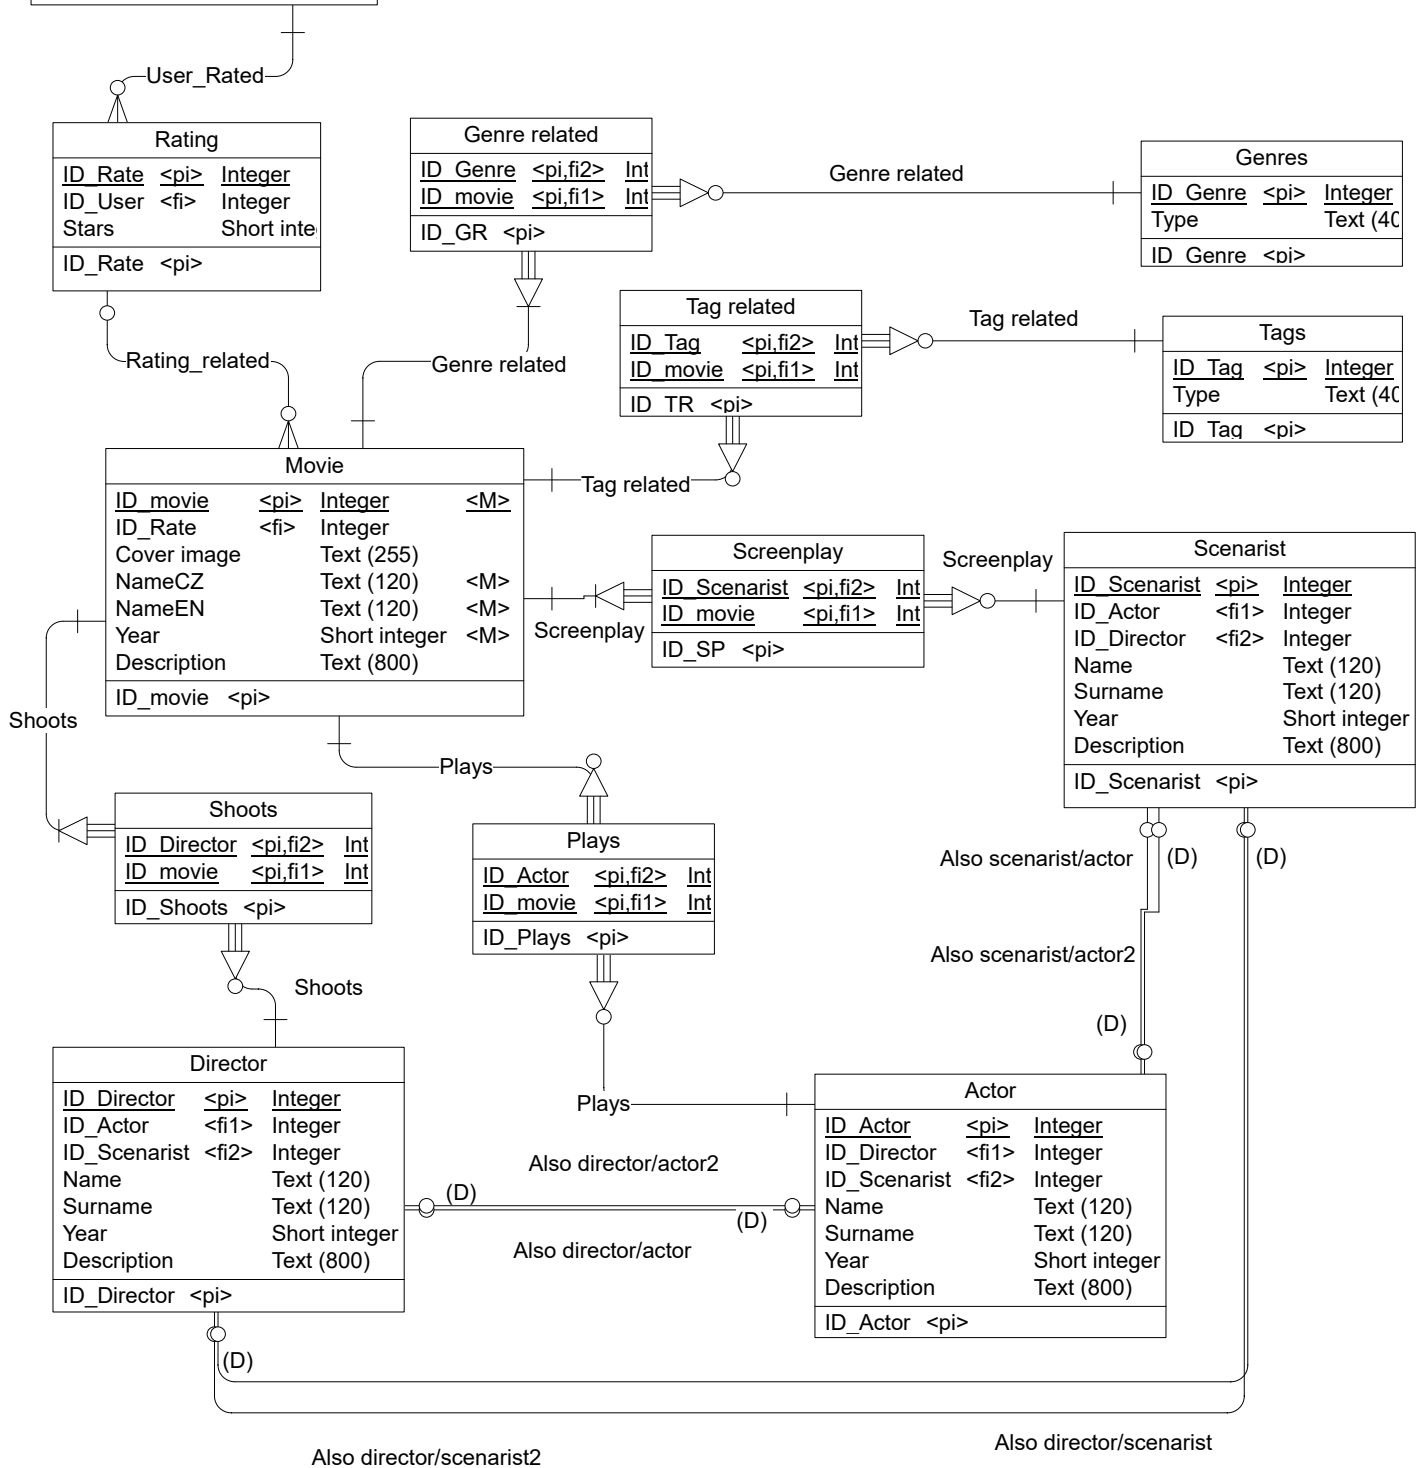 User_Rated
Rating
ID_Rate <pi> Integer
ID_User <fi> Integer
Stars Short inte
ID_Rate <pi>
Genre related
ID_Genre <pi,fi2> Int
ID_movie <pi,fi1> Int
ID_GR <pi>
Genre related
Genres
ID_Genre <pi> Integer
Type Text (40
ID_Genre <pi>
Rating_related
Genre related
Tag related
ID_Tag <pi,fi2> Int
ID_movie <pi,fi1> Int
ID_TR <pi>
Tag related
Tags
ID_Tag <pi> Integer
Type Text (40
ID_Tag <pi>
Tag related
Movie
ID_movie <pi> Integer <M>
ID_Rate <fi> Integer
Cover image Text (255)
NameCZ Text (120) <M>
NameEN Text (120) <M>
Year Short integer <M>
Description Text (800)
ID_movie <pi>
Screenplay
Screenplay
ID_Scenarist <pi,fi2> Int
ID_movie <pi,fi1> Int
ID_SP <pi>
Screenplay
Scenarist
ID_Scenarist <pi> Integer
ID_Actor <fi1> Integer
ID_Director <fi2> Integer
Name Text (120)
Surname Text (120)
Year Short integer
Description Text (800)
ID_Scenarist <pi>
Shoots
Plays
Shoots
ID_Director <pi,fi2> Int
ID_movie <pi,fi1> Int
ID_Shoots <pi>
Plays
ID_Actor <pi,fi2> Int
ID_movie <pi,fi1> Int
ID_Plays <pi>
Also scenarist/actor
(D)
(D)
Also scenarist/actor2
(D)
Shoots
Director
ID_Director <pi> Integer
ID_Actor <fi1> Integer
ID_Scenarist <fi2> Integer
Name Text (120)
Surname Text (120)
Year Short integer
Description Text (800)
ID_Director <pi>
Plays
Also director/actor2
(D)
(D)
Also director/actor
Actor
ID_Actor <pi> Integer
ID_Director <fi1> Integer
ID_Scenarist <fi2> Integer
Name Text (120)
Surname Text (120)
Year Short integer
Description Text (800)
ID_Actor <pi>
(D)
Also director/scenarist
Also director/scenarist2